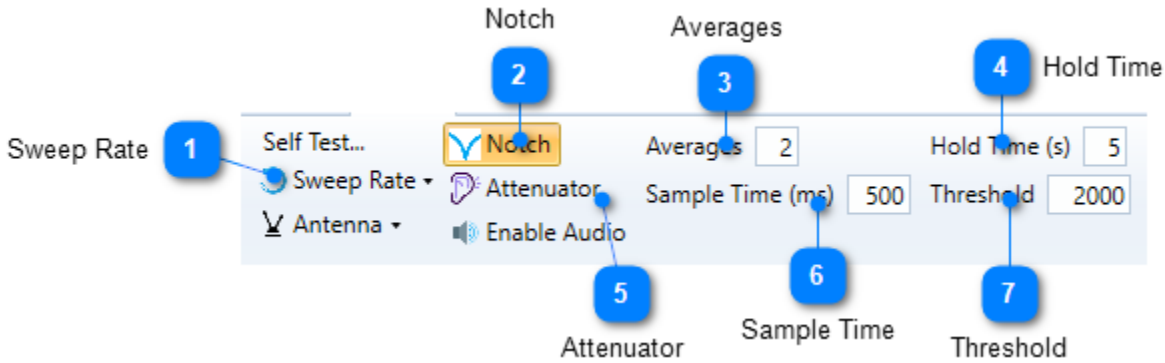 Notch
Averages
2
3
4 Hold Time
Sweep Rate 1
Self Test... Notch Averages 2 Hold Time (s) 5
Sweep Rate Attenuator Sample Time (ms) 500 Threshold 2000
Antenna Enable Audio
5
6
7
Attenuator
Sample Time
Threshold